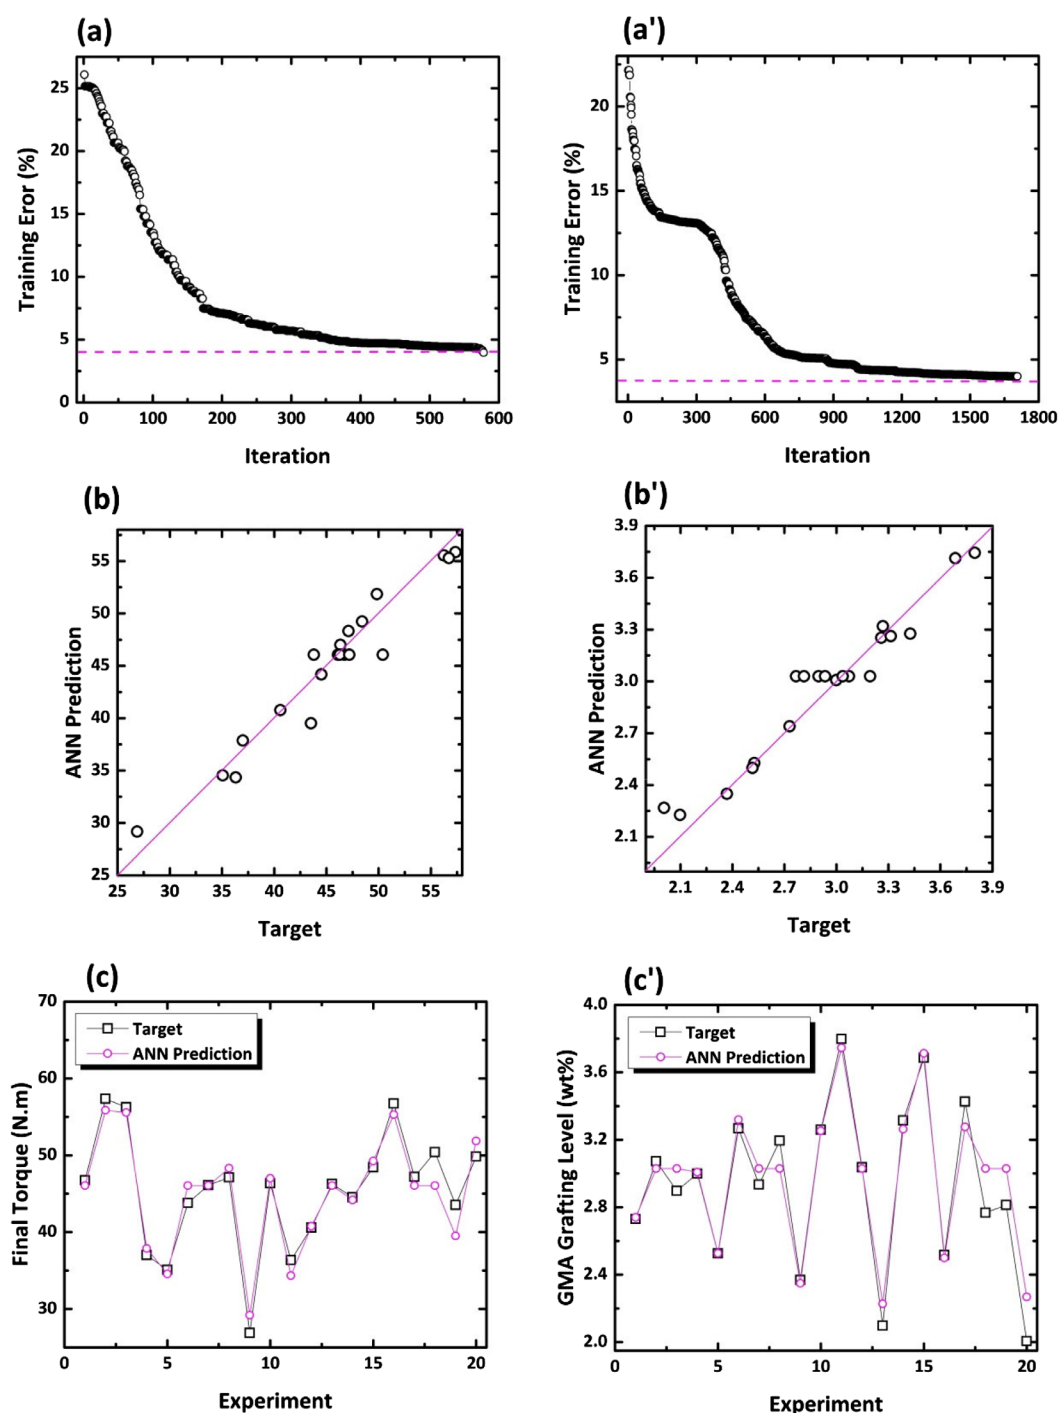 (a)
25
20
15
10
5
0
Training Eror (%)
0 100 200 300 400 500 600
Iteration
(a')
20
15
10
5
Training Error (%)
0 300 600 900 1200 1500 1800
Iteration
(b)
55
50
45
40
35
30
25
ANN Prediction
25 30 35 40 45 50 55
Target
(b')
3.9
3.6
3.3
3.0
2.7
2.4
2.1
ANN Prediction
2.1 2.4 2.7 3.0 3.3 3.6 3.9
Target
(c)
70
60
50
40
30
Final Torque (N.m)
Target
ANN Prediction
0 5 10 15 20
Experiment
(c')
4.0
3.6
3.2
2.8
2.4
2.0
GMA Grafting Level (wt%)
Target
ANN Prediction
0 5 10 15 20
Experiment